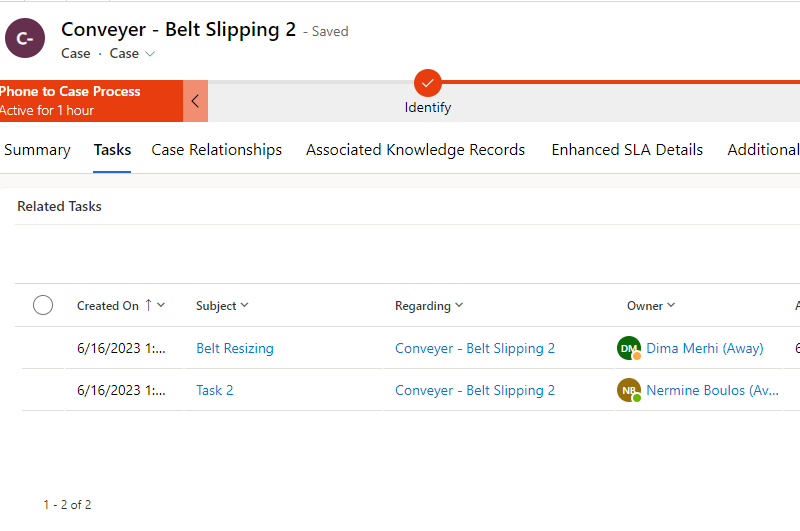 C-
Conveyer - Belt Slipping 2 - Saved
Case · Case
Phone to Case Process
Active for 1 hour
Identify
Summary Tasks Case Relationships Associated Knowledge Records Enhanced SLA Details Additional
Related Tasks
Created On ↑ Subject Regarding Owner
6/16/2023 1:... Belt Resizing Conveyer - Belt Slipping 2 DM Dima Merhi (Away)
6/16/2023 1:... Task 2 Conveyer - Belt Slipping 2 NB Nermine Boulos (Av...
1 - 2 of 2